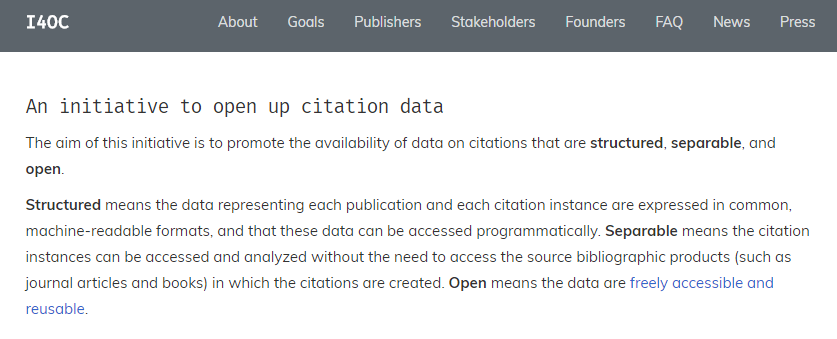 I4OC
About Goals Publishers Stakeholders Founders FAQ News Press
An initiative to open up citation data
The aim of this initiative is to promote the availability of data on citations that are structured, separable, and
open.
Structured means the data representing each publication and each citation instance are expressed in common,
machine-readable formats, and that these data can be accessed programmatically. Separable means the citation
instances can be accessed and analyzed without the need to access the source bibliographic products (such as
journal articles and books) in which the citations are created. Open means the data are freely accessible and
reusable.